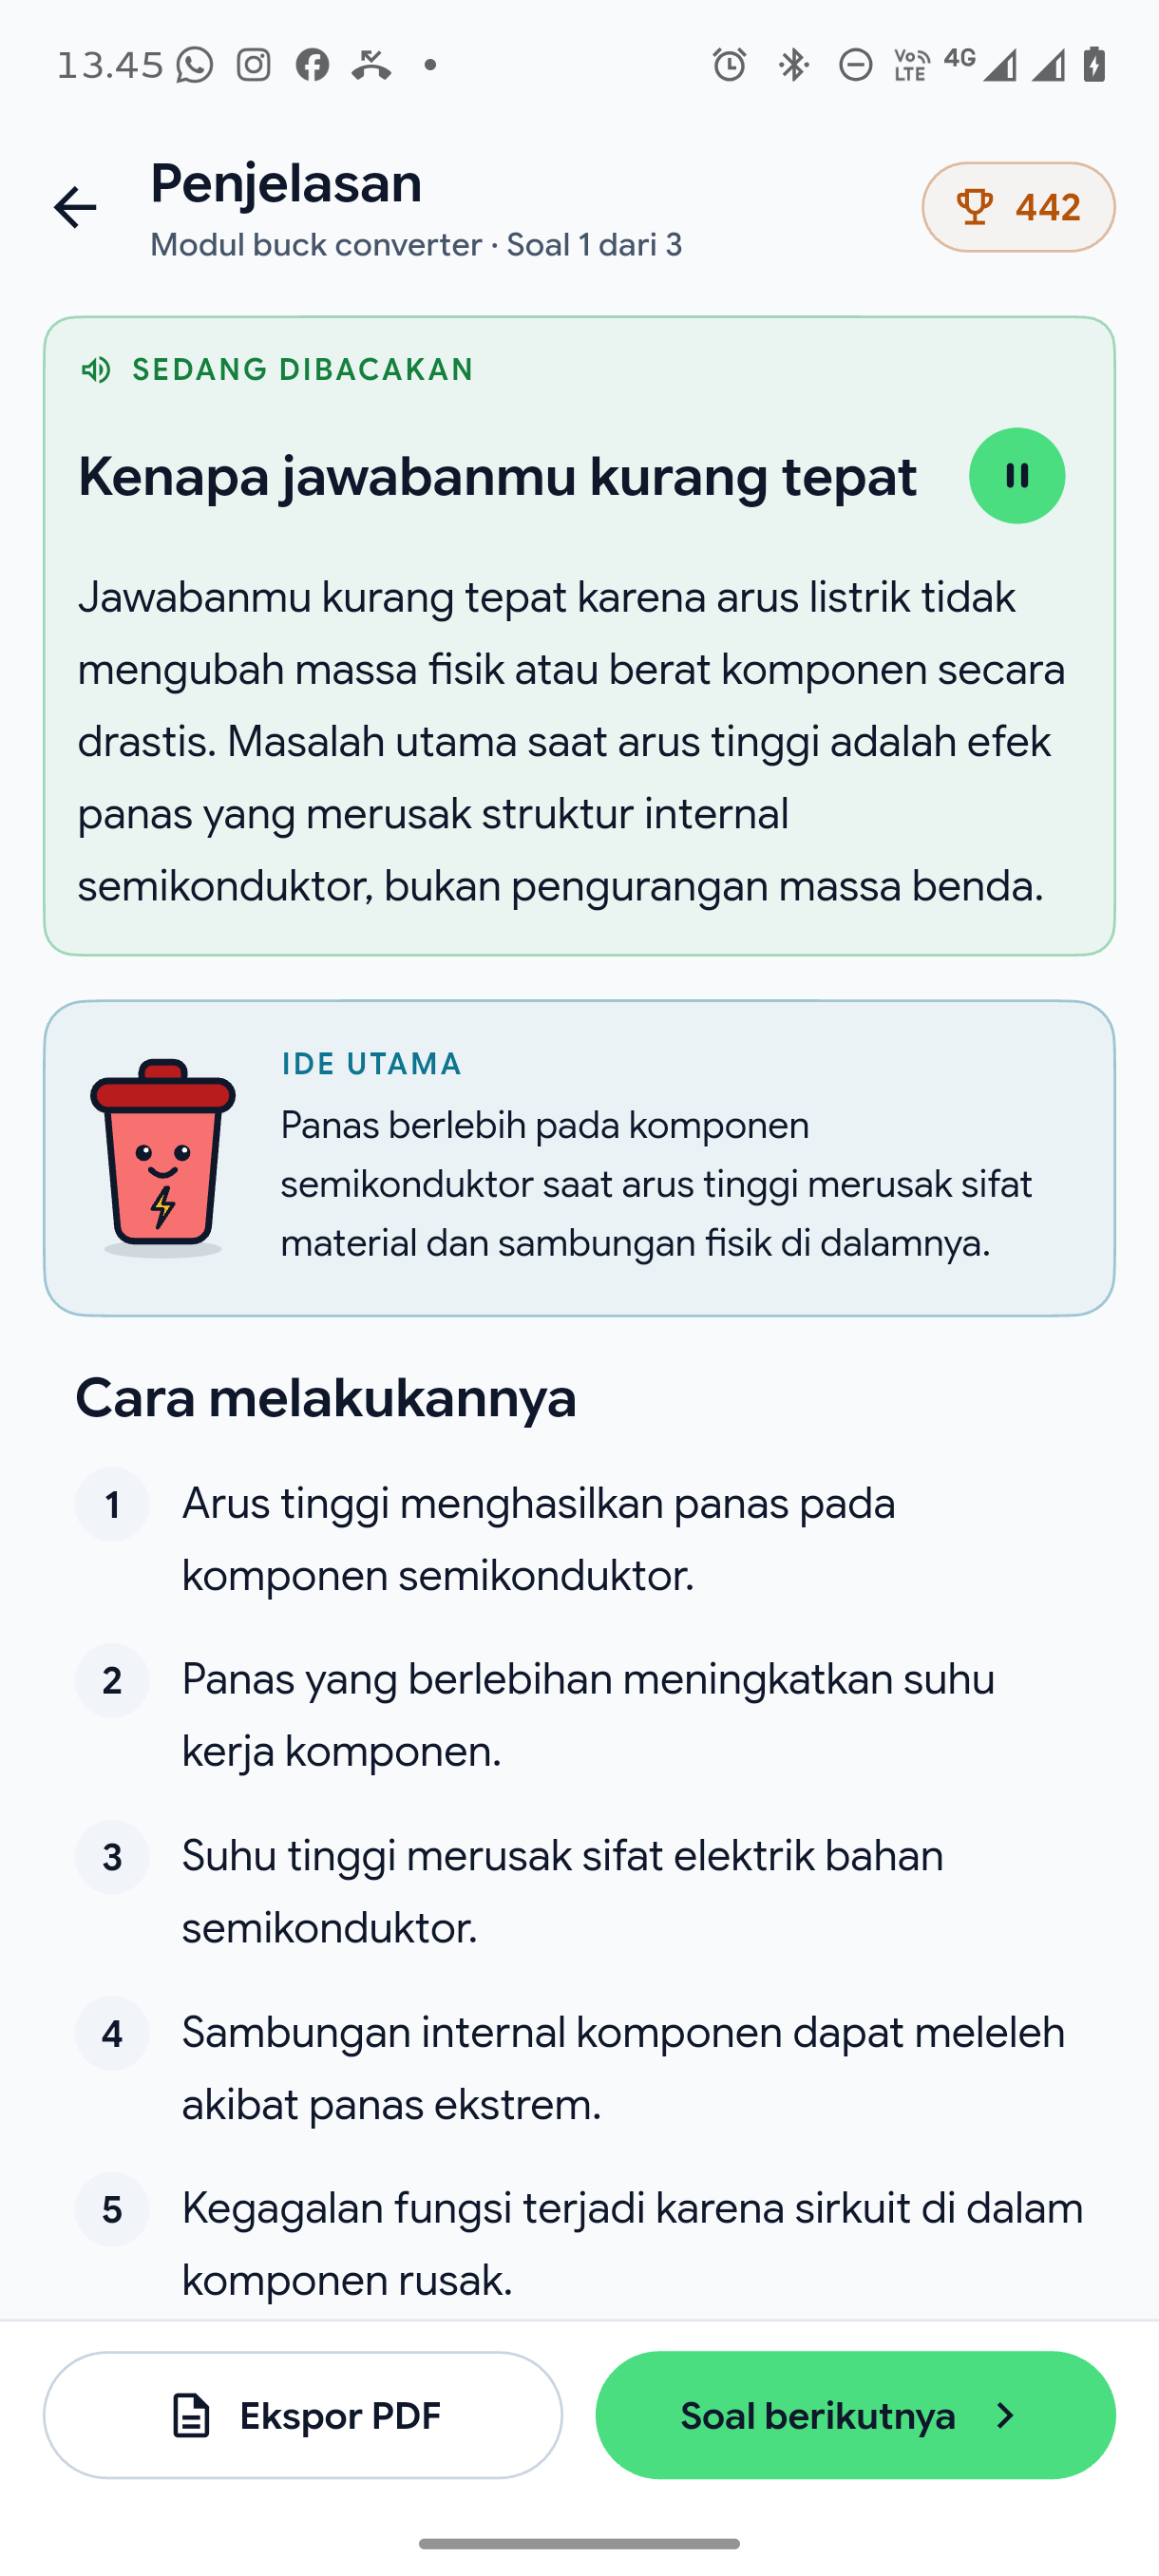 13.45
Vo LTE 4G
Penjelasan
Modul buck converter · Soal 1 dari 3
442
SEDANG DIBACAKAN
Kenapa jawabanmu kurang tepat
Jawabanmu kurang tepat karena arus listrik tidak
mengubah massa fisik atau berat komponen secara
drastis. Masalah utama saat arus tinggi adalah efek
panas yang merusak struktur internal
semikonduktor, bukan pengurangan massa benda.
IDE UTAMA
Panas berlebih pada komponen
semikonduktor saat arus tinggi merusak sifat
material dan sambungan fisik di dalamnya.
Cara melakukannya
1 Arus tinggi menghasilkan panas pada
komponen semikonduktor.
2 Panas yang berlebihan meningkatkan suhu
kerja komponen.
3 Suhu tinggi merusak sifat elektrik bahan
semikonduktor.
4 Sambungan internal komponen dapat meleleh
akibat panas ekstrem.
5 Kegagalan fungsi terjadi karena sirkuit di dalam
komponen rusak.
Ekspor PDF
Soal berikutnya